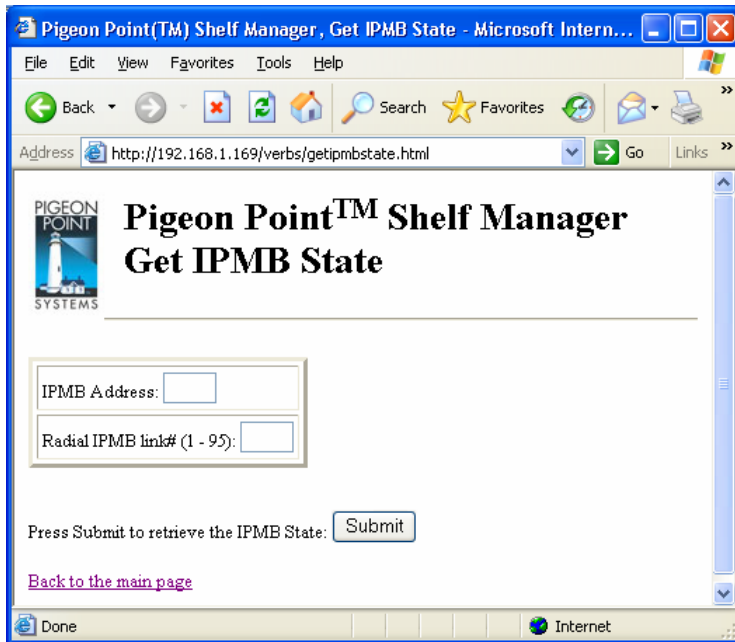 Pigeon Point(TM) Shelf Manager, Get IPMB State - Microsoft Intern...
File Edit View Favorites Tools Help
Back Search Favorites »
Address http://192.168.1.169/verbs/getipmbstate.html Go Links »
PIGEON
POINT
SYSTEMS
Pigeon Point™ Shelf Manager
Get IPMB State
IPMB Address:
Radial IPMB link# (1 - 95):
Press Submit to retrieve the IPMB State: Submit
Back to the main page
Done Internet